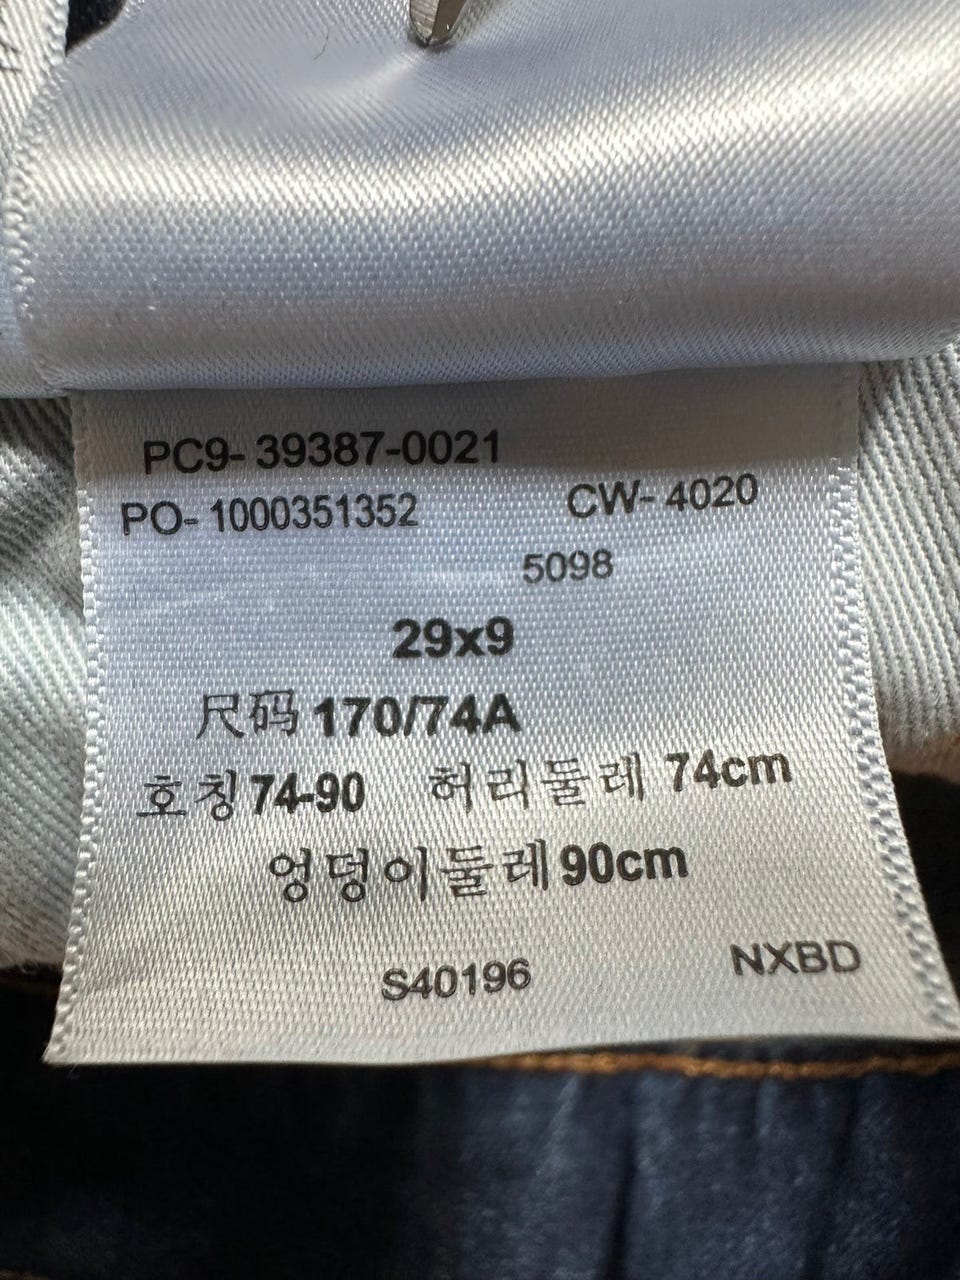 PC9- 39387-0021
PO- 1000351352 CW- 4020
5098
29x9
尺码 170/74A
호칭 74-90 허리둘레 74cm
엉덩이둘레 90cm
S40196 NXBD